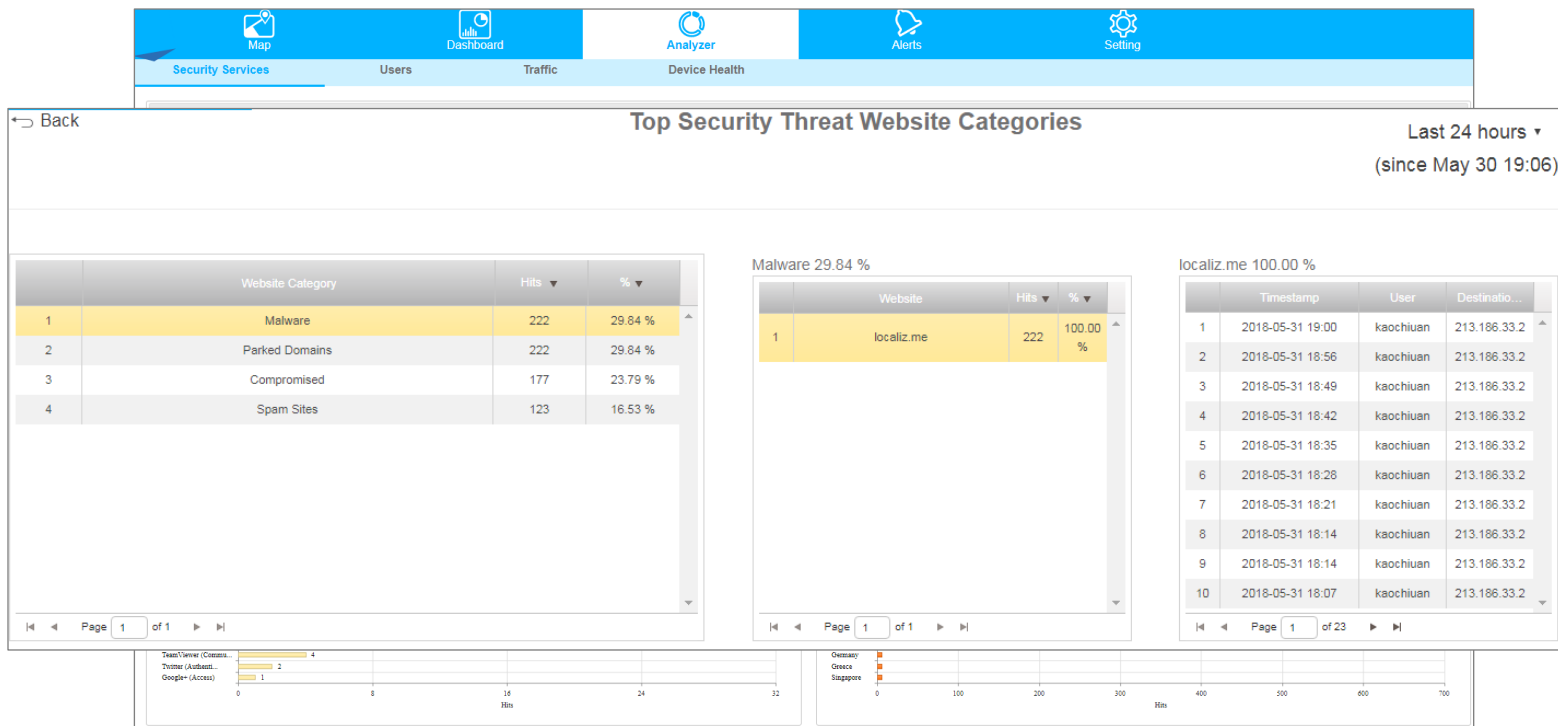 Map Dashboard Analyzer Alerts Setting
Security Services Users Traffic Device Health
Back
Top Security Threat Website Categories
Last 24 hours ▾
(since May 30 19:06)
Website Category Hits ▼ % ▼
1 Malware 222 29.84 %
2 Parked Domains 222 29.84 %
3 Compromised 177 23.79 %
4 Spam Sites 123 16.53 %
Page 1 of 1
Malware 29.84 %
Website Hits ▼ % ▼
1 localiz.me 222 100.00
%
Page 1 of 1
localiz.me 100.00 %
Timestamp User Destinatio...
1 2018-05-31 19:00 kaochiuan 213.186.33.2
2 2018-05-31 18:56 kaochiuan 213.186.33.2
3 2018-05-31 18:49 kaochiuan 213.186.33.2
4 2018-05-31 18:42 kaochiuan 213.186.33.2
5 2018-05-31 18:35 kaochiuan 213.186.33.2
6 2018-05-31 18:28 kaochiuan 213.186.33.2
7 2018-05-31 18:21 kaochiuan 213.186.33.2
8 2018-05-31 18:14 kaochiuan 213.186.33.2
9 2018-05-31 18:14 kaochiuan 213.186.33.2
10 2018-05-31 18:07 kaochiuan 213.186.33.2
Page 1 of 23
TeamViewer (Commu... 4
Twitter (Authenti... 2
Google+ (Access) 1
0 8 16 24 32
Hits
Germany
Greece
Singapore
0 100 200 300 400 500 600 700
Hits